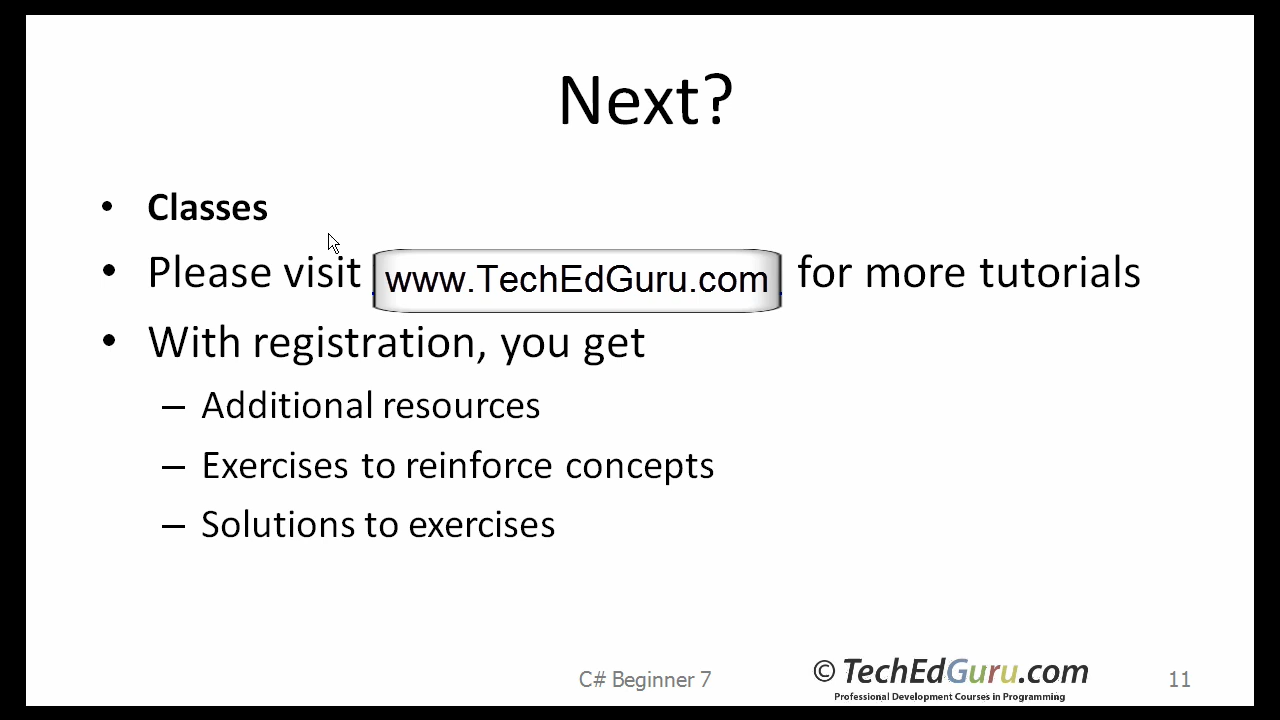 Next?
• Classes
• Please visit www.TechEdGuru.com for more tutorials
• With registration, you get
– Additional resources
– Exercises to reinforce concepts
– Solutions to exercises
C# Beginner 7
© TechEdGuru.com
Professional Development Courses in Programming
11